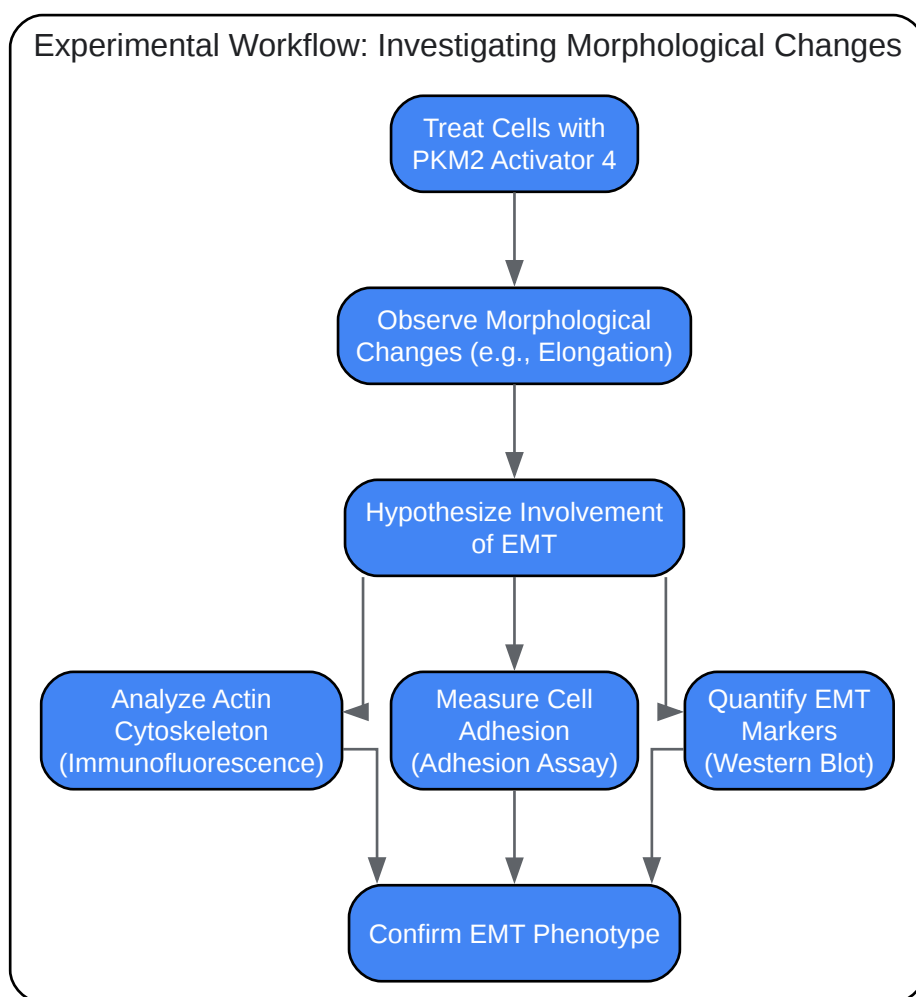 Experimental Workflow: Investigating Morphological Changes
Treat Cells with
PKM2 Activator 4
Observe Morphological
Changes (e.g., Elongation)
Hypothesize Involvement
of EMT
Analyze Actin
Cytoskeleton
(Immunofluorescence)
Measure Cell
Adhesion
(Adhesion Assay)
Quantify EMT
Markers
(Western Blot)
Confirm EMT Phenotype